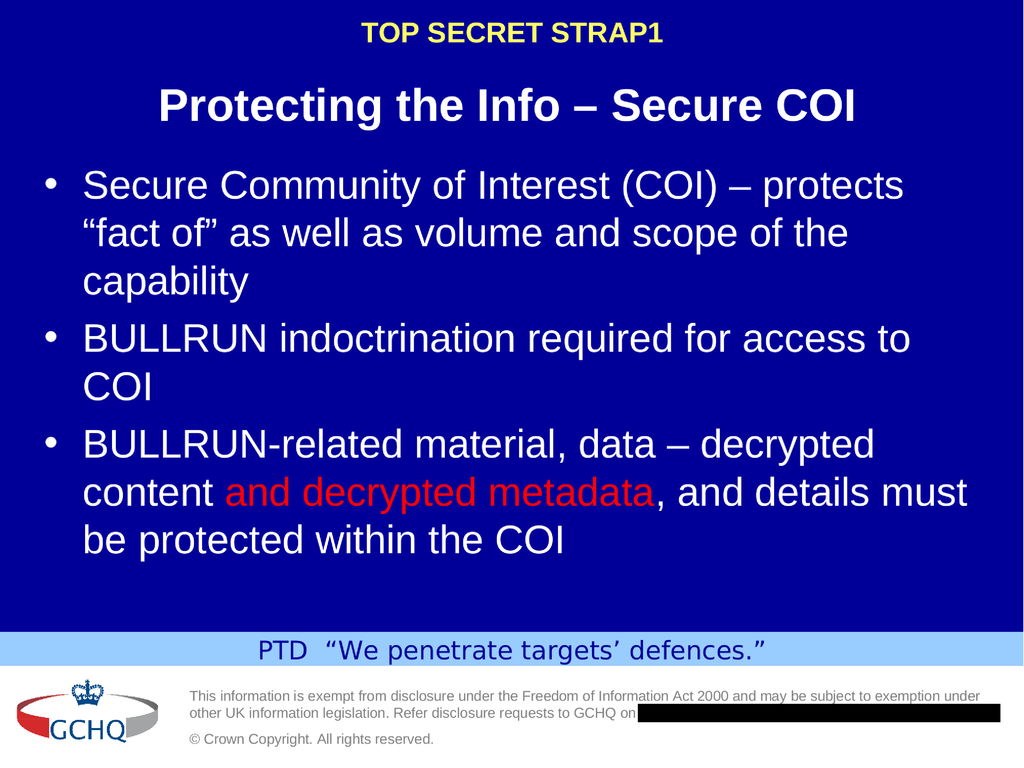 TOP SECRET STRAP1
Protecting the Info – Secure COI
• Secure Community of Interest (COI) – protects
“fact of” as well as volume and scope of the
capability
• BULLRUN indoctrination required for access to
COI
• BULLRUN-related material, data – decrypted
content and decrypted metadata, and details must
be protected within the COI
PTD “We penetrate targets’ defences.”
GCHQ
This information is exempt from disclosure under the Freedom of Information Act 2000 and may be subject to exemption under
other UK information legislation. Refer disclosure requests to GCHQ on
© Crown Copyright. All rights reserved.